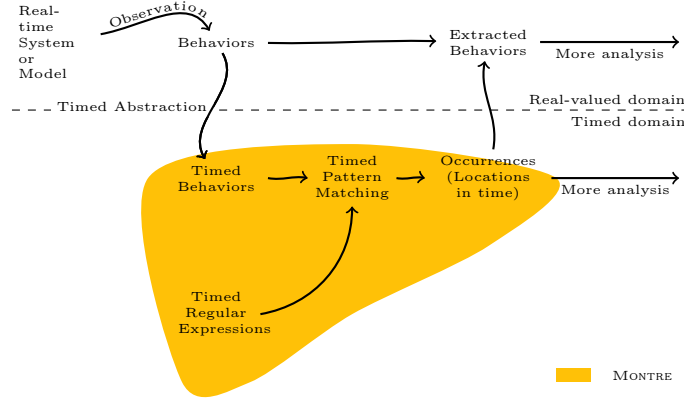 Real-
time
System
or
Model
Observation
Behaviors
Extracted
Behaviors
More analysis
Timed Abstraction
Real-valued domain
Timed domain
Timed
Behaviors
Timed
Pattern
Matching
Occurrences
(Locations
in time)
More analysis
Timed
Regular
Expressions
MONTRE